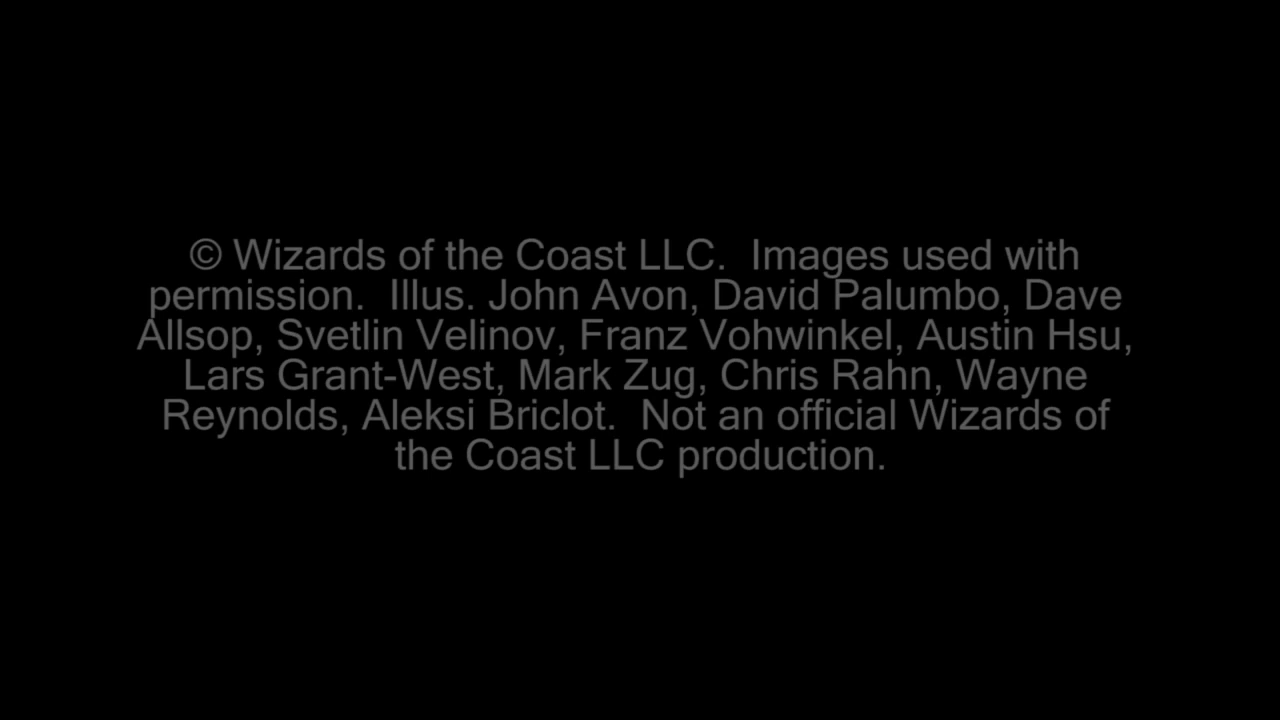 © Wizards of the Coast LLC.  Images used with
permission.  Illus. John Avon, David Palumbo, Dave
Allsop, Svetlin Velinov, Franz Vohwinkel, Austin Hsu,
Lars Grant-West, Mark Zug, Chris Rahn, Wayne
Reynolds, Aleksi Briclot.  Not an official Wizards of
the Coast LLC production.